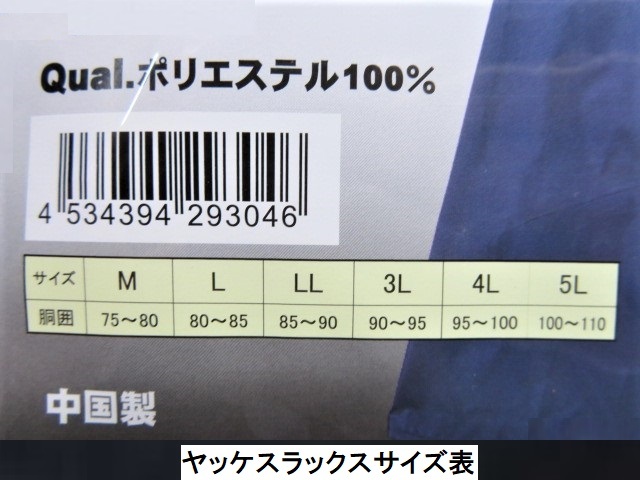 Qual.ポリエステル100%
4 534394 293046
サイズ M L LL 3L 4L 5L
胴囲 75～80 80～85 85～90 90～95 95～100 100～110
中国製
ヤッケスラックスサイズ表